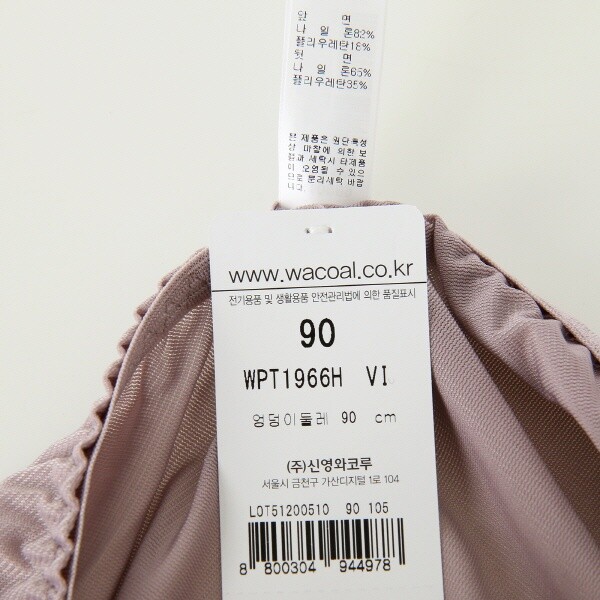 앞 면
나 일 론82%
폴리우레탄18%
뒷 면
나 일 론65%
폴리우레탄35%
본 제품은 원단특성
상 마찰에 의한 보
풀과 세탁시 타제품
이 오염될 수 있으
므로 분리세탁 바랍
니다.
www.wacoal.co.kr
전기용품 및 생활용품 안전관리법에 의한 품질표시
90
WPT1966H VI
엉덩이둘레 90 cm
(주)신영와코루
서울시 금천구 가산디지털 1로 104
LOT51200510 90 105
8 800304 944978